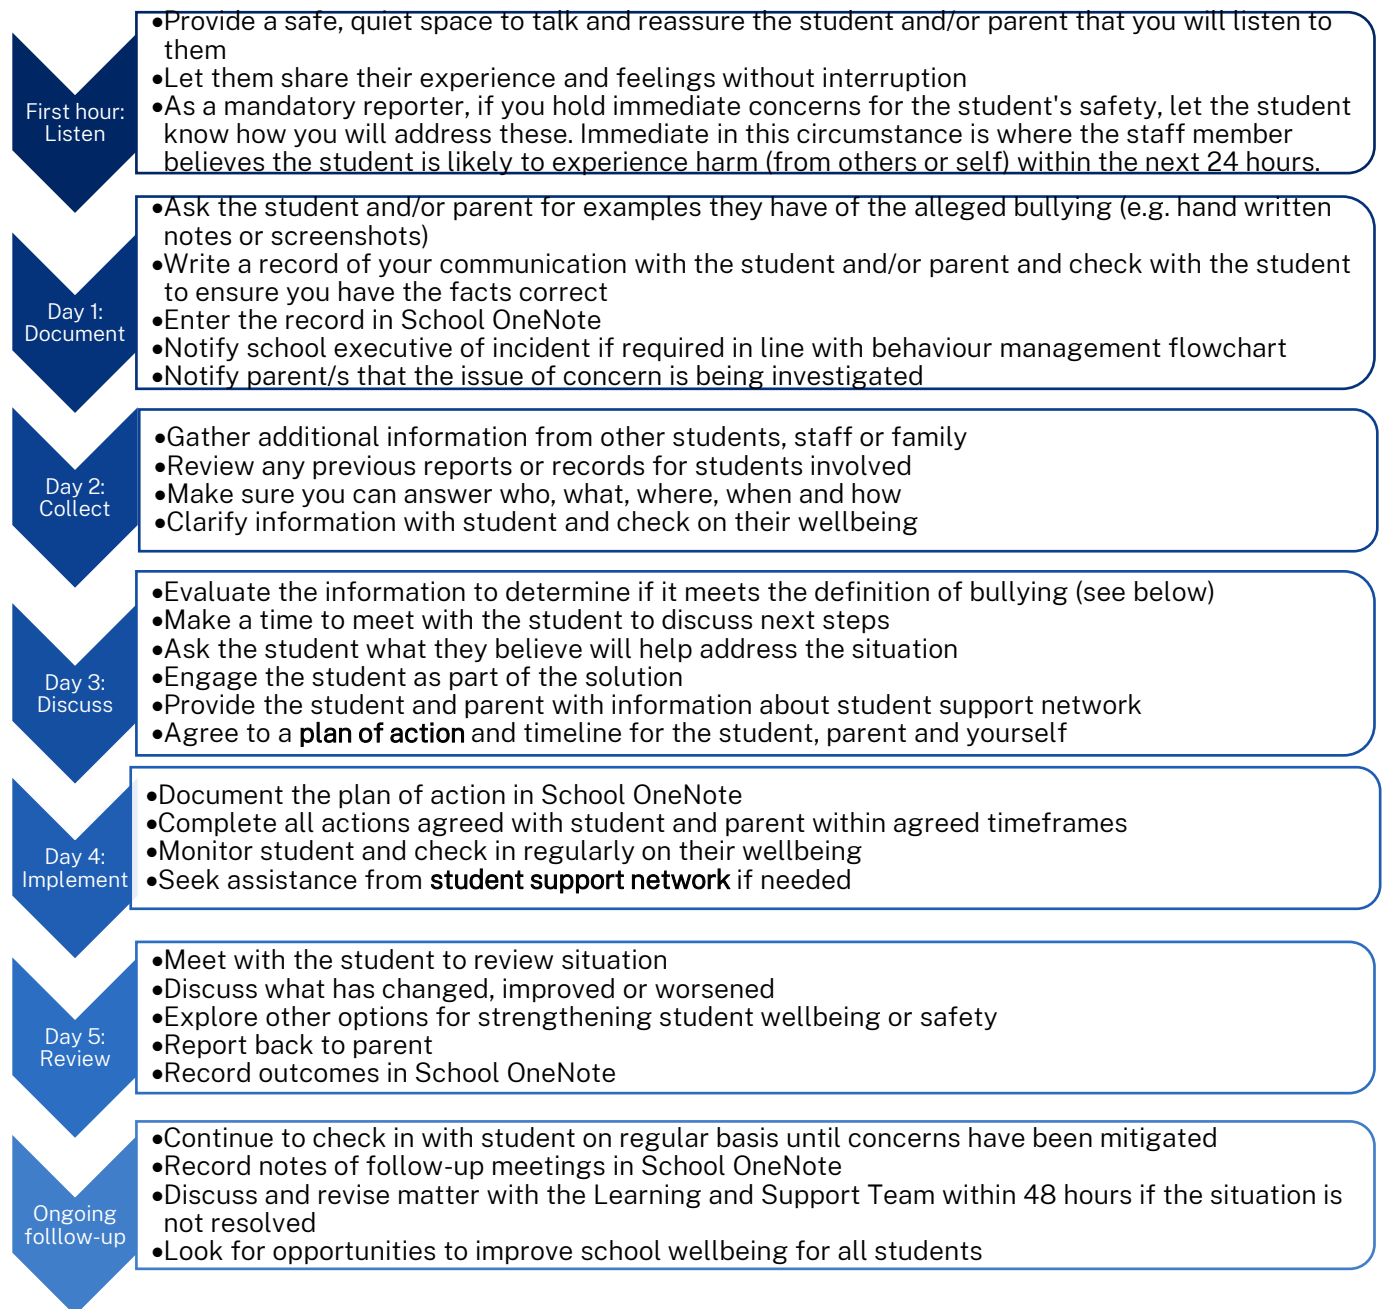 First hour:
Listen
•Provide a safe, quiet space to talk and reassure the student and/or parent that you will listen to
them
•Let them share their experience and feelings without interruption
•As a mandatory reporter, if you hold immediate concerns for the student's safety, let the student
know how you will address these. Immediate in this circumstance is where the staff member
believes the student is likely to experience harm (from others or self) within the next 24 hours.
Day 1:
Document
•Ask the student and/or parent for examples they have of the alleged bullying (e.g. hand written
notes or screenshots)
•Write a record of your communication with the student and/or parent and check with the student
to ensure you have the facts correct
•Enter the record in School OneNote
•Notify school executive of incident if required in line with behaviour management flowchart
•Notify parent/s that the issue of concern is being investigated
Day 2:
Collect
•Gather additional information from other students, staff or family
•Review any previous reports or records for students involved
•Make sure you can answer who, what, where, when and how
•Clarify information with student and check on their wellbeing
Day 3:
Discuss
•Evaluate the information to determine if it meets the definition of bullying (see below)
•Make a time to meet with the student to discuss next steps
•Ask the student what they believe will help address the situation
•Engage the student as part of the solution
•Provide the student and parent with information about student support network
•Agree to a plan of action and timeline for the student, parent and yourself
Day 4:
Implement
•Document the plan of action in School OneNote
•Complete all actions agreed with student and parent within agreed timeframes
•Monitor student and check in regularly on their wellbeing
•Seek assistance from student support network if needed
Day 5:
Review
•Meet with the student to review situation
•Discuss what has changed, improved or worsened
•Explore other options for strengthening student wellbeing or safety
•Report back to parent
•Record outcomes in School OneNote
Ongoing
folllow-up
•Continue to check in with student on regular basis until concerns have been mitigated
•Record notes of follow-up meetings in School OneNote
•Discuss and revise matter with the Learning and Support Team within 48 hours if the situation is
not resolved
•Look for opportunities to improve school wellbeing for all students